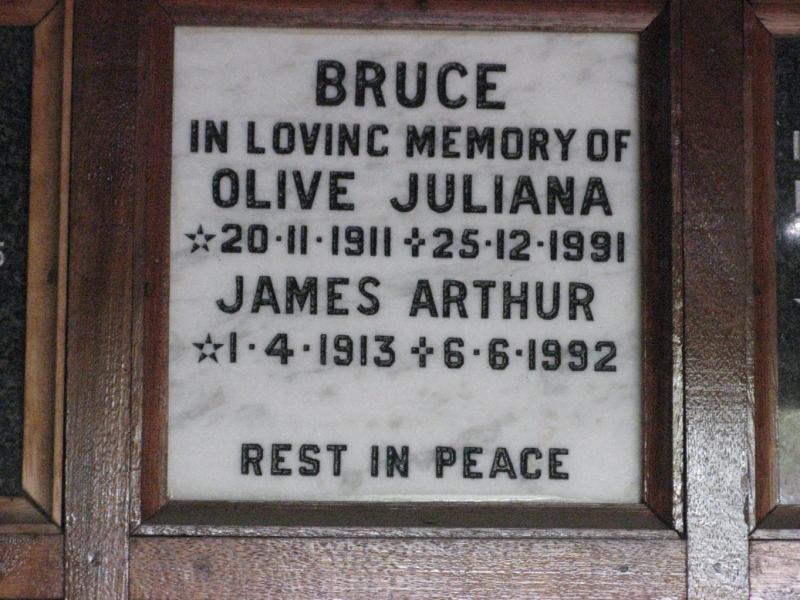 BRUCE
IN LOVING MEMORY OF
OLIVE JULIANA
☆20·11·1911 ✢25·12·1991
JAMES ARTHUR
☆1·4·1913 ✢6·6·1992
REST IN PEACE